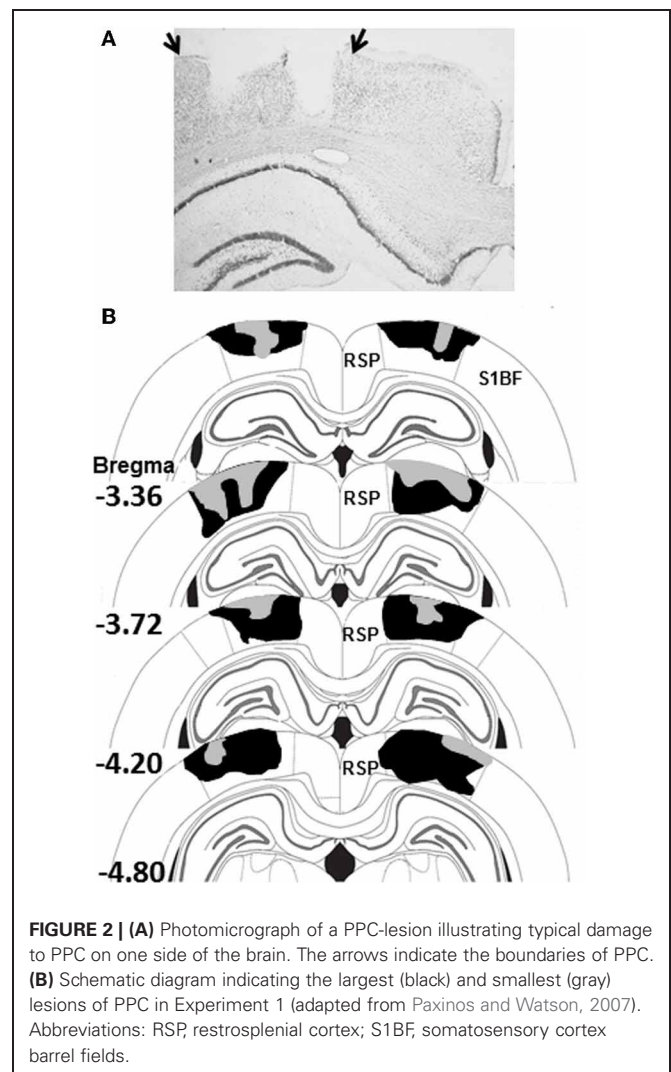 A
B
RSP
S1BF
Bregma
-3.36
RSP
-3.72
RSP
-4.20
RSP
-4.80
FIGURE 2 | (A) Photomicrograph of a PPC-lesion illustrating typical damage
to PPC on one side of the brain. The arrows indicate the boundaries of PPC.
(B) Schematic diagram indicating the largest (black) and smallest (gray)
lesions of PPC in Experiment 1 (adapted from Paxinos and Watson, 2007).
Abbreviations: RSP, restrosplenial cortex; S1BF, somatosensory cortex
barrel fields.